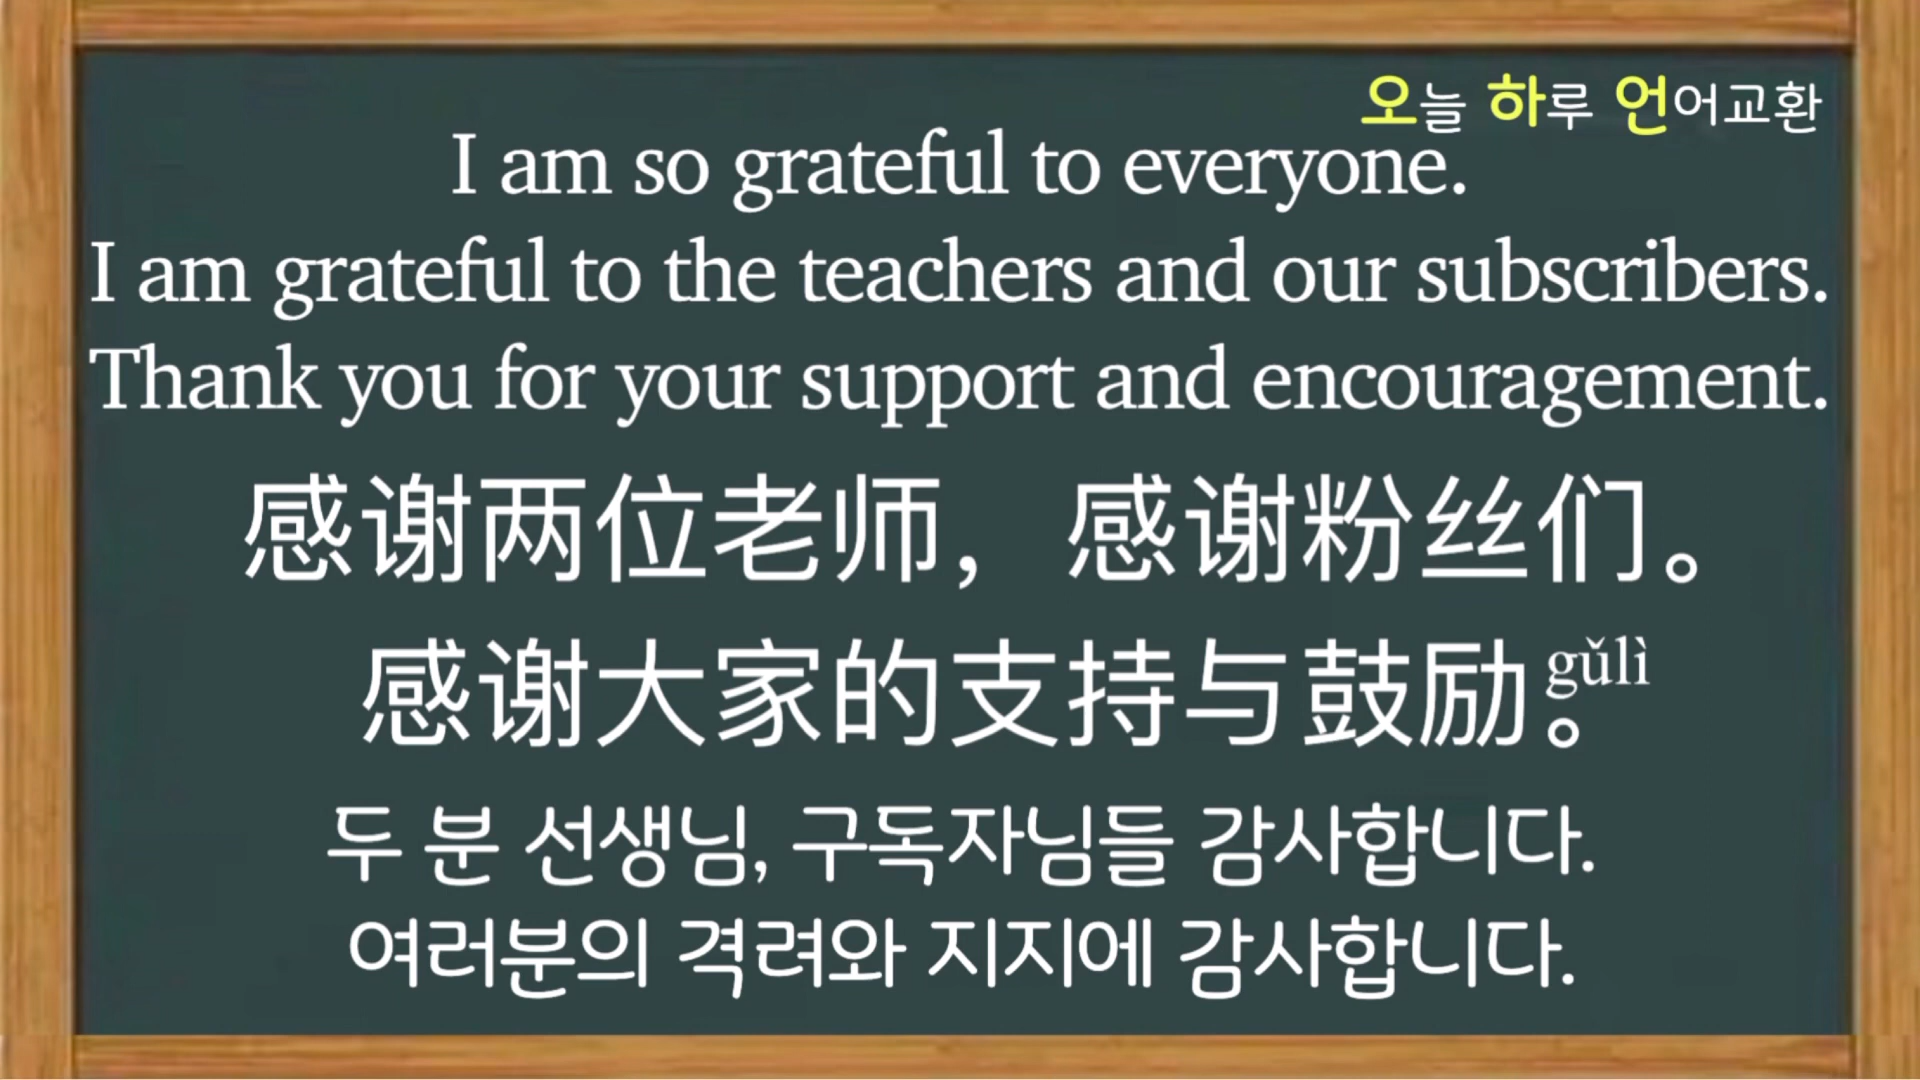 오늘 하루 언어교환
I am so grateful to everyone.
I am grateful to the teachers and our subscribers.
Thank you for your support and encouragement.
感谢两位老师，感谢粉丝们。
感谢大家的支持与鼓励。gǔlì
두 분 선생님, 구독자님들 감사합니다.
여러분의 격려와 지지에 감사합니다.